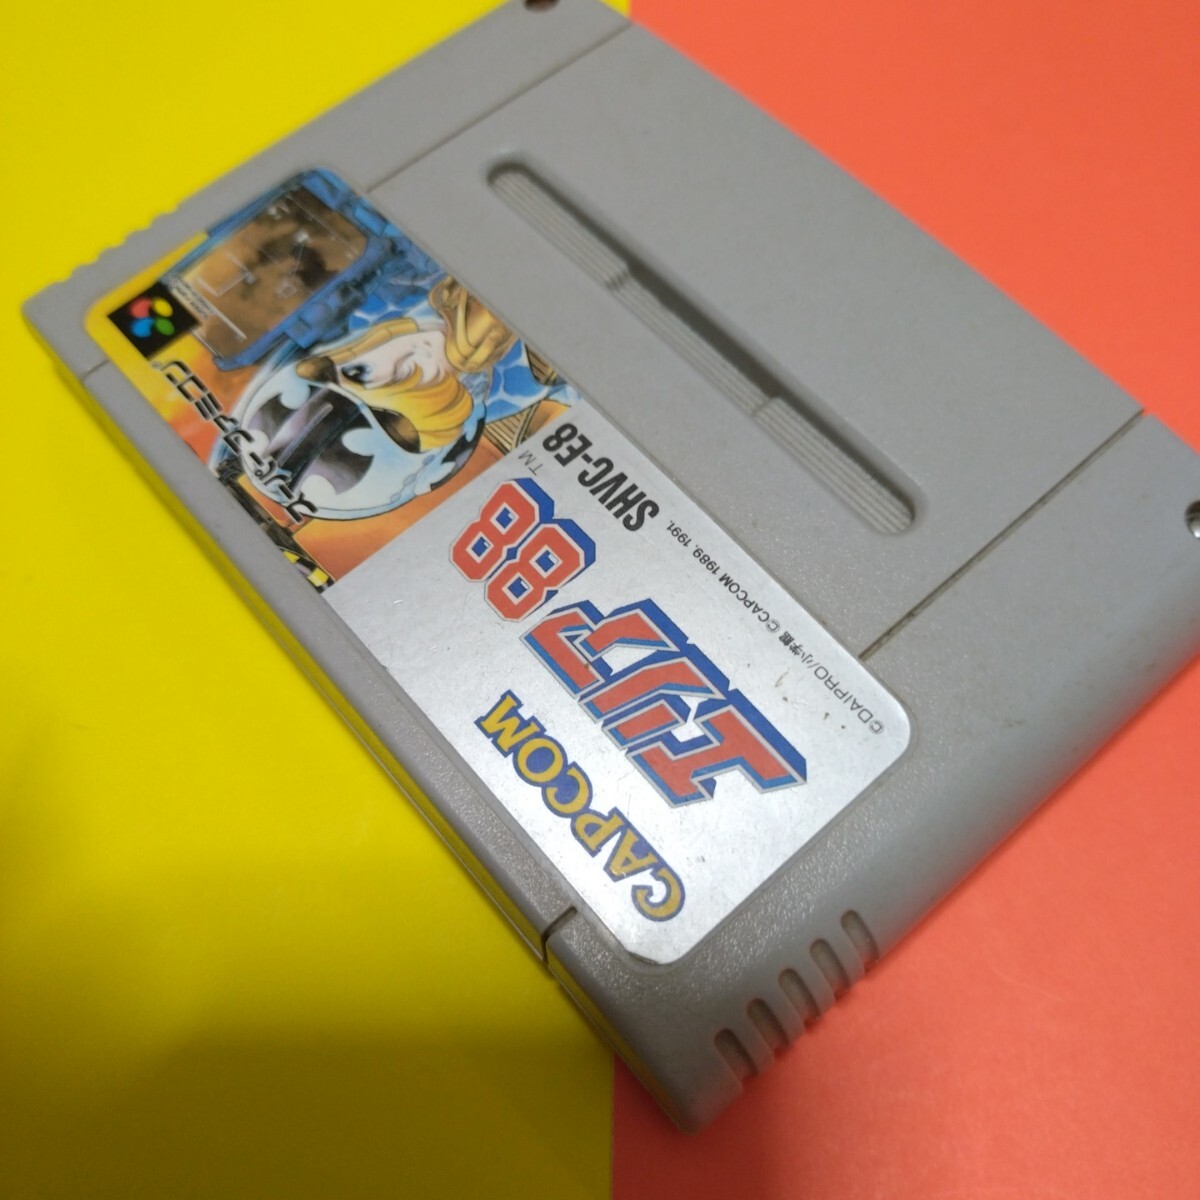 CAPCOM
エリア88
TM
SHVC-E8
©DAIPRO/小学館 ©CAPCOM 1989, 1991.
スーパーファミコン